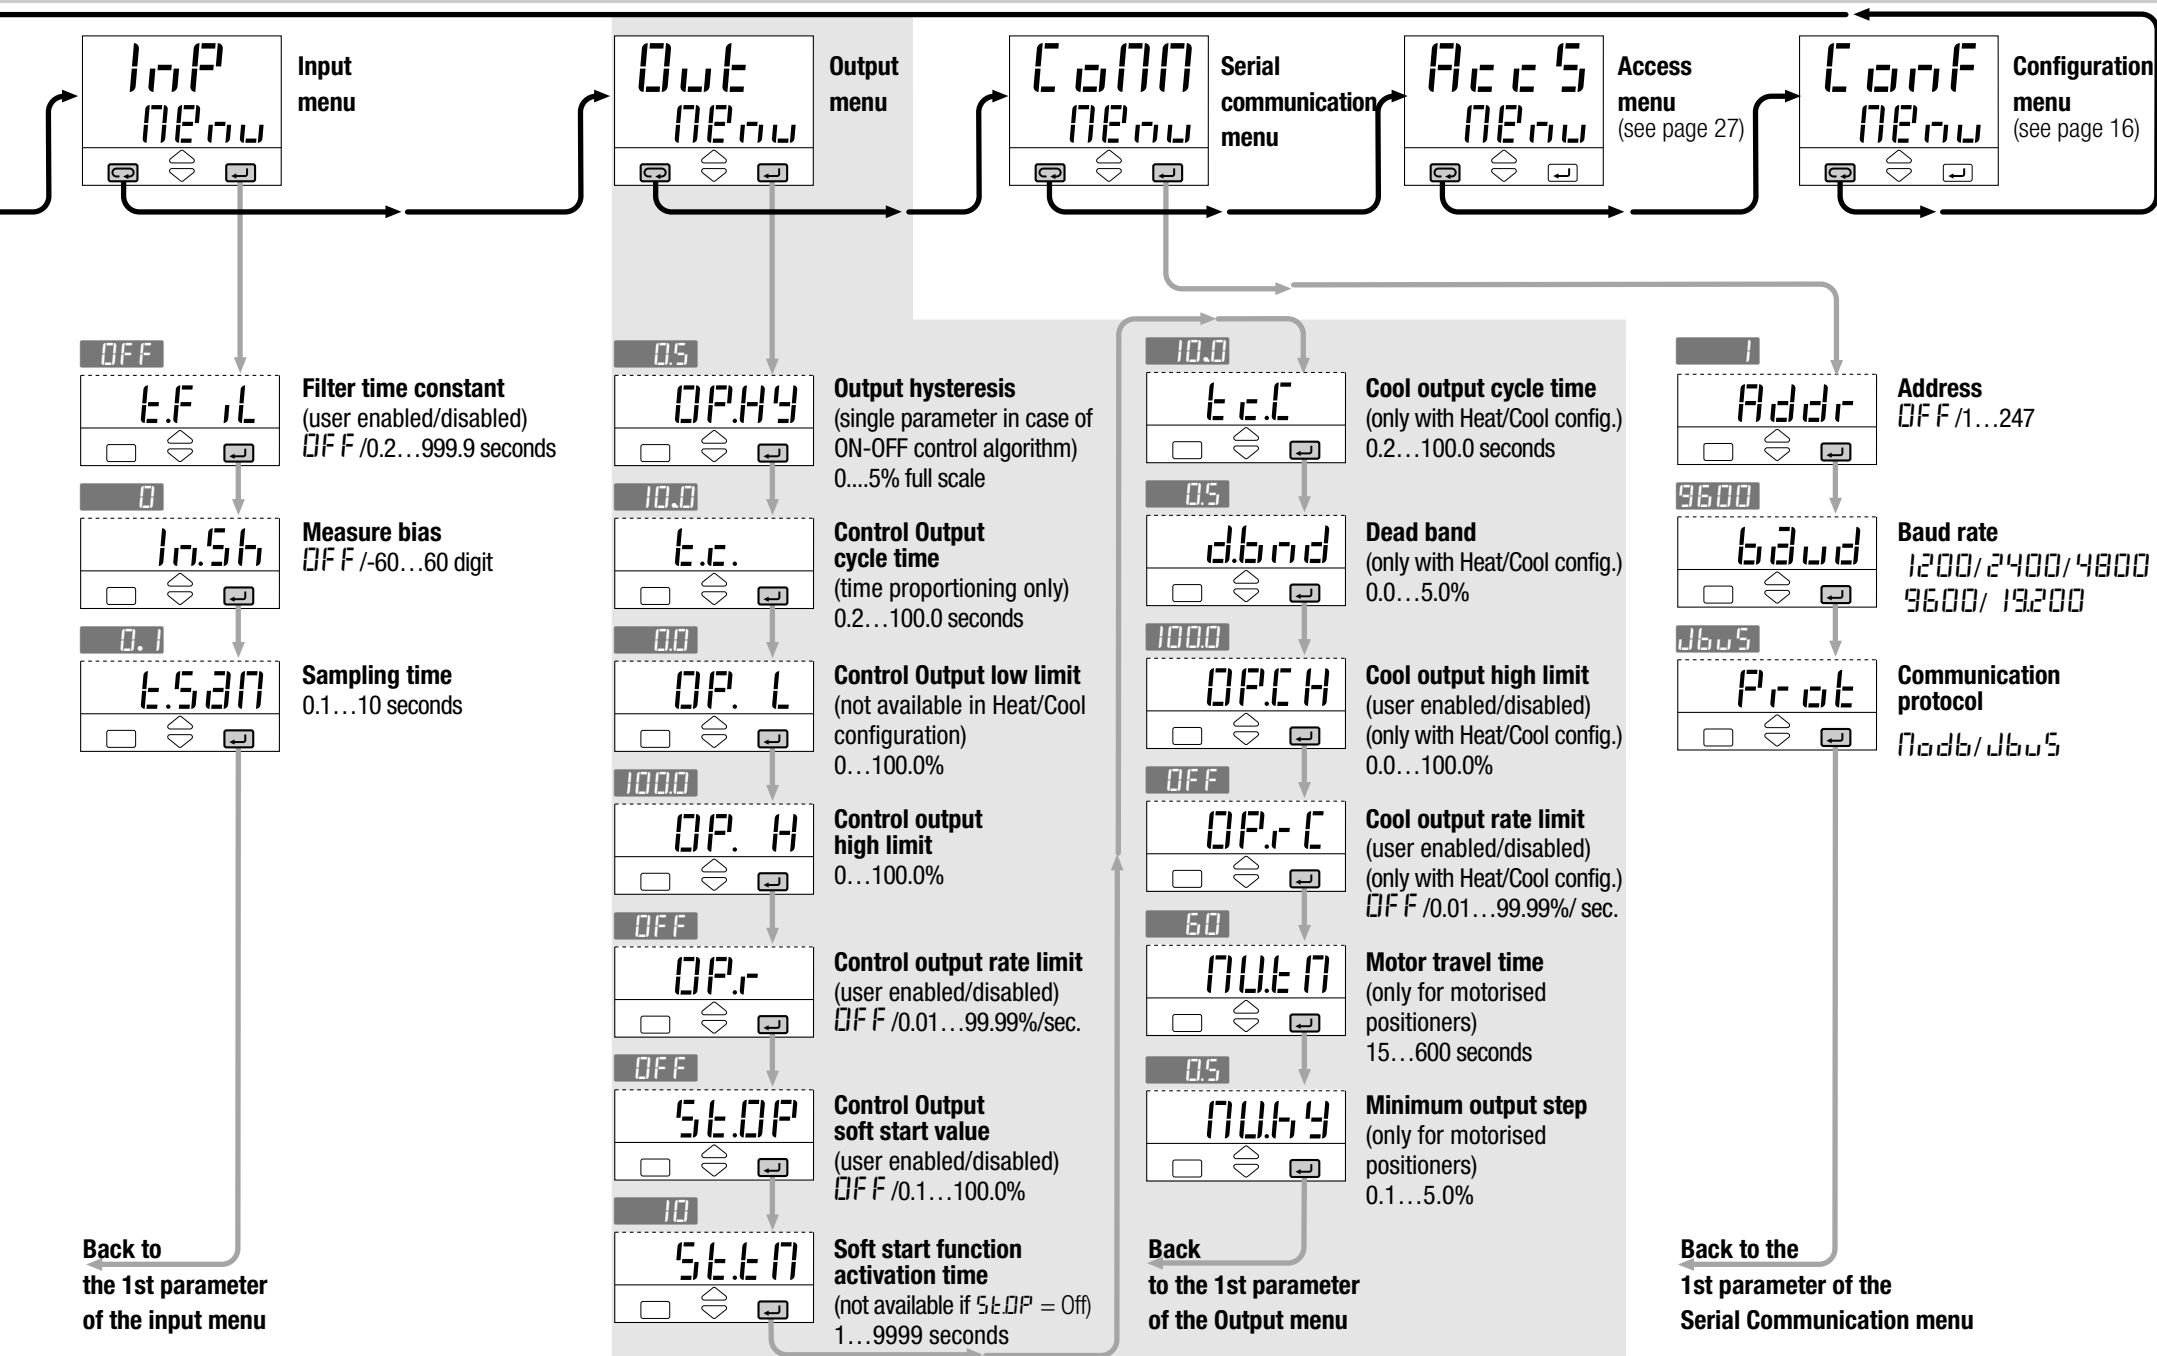 InP
MEnu
Input
menu
Out
MEnu
Output
menu
CoMM
MEnu
Serial
communication
menu
AccS
MEnu
Access
menu
(see page 27)
ConF
MEnu
Configuration
menu
(see page 16)
OFF
t.FiL
Filter time constant
(user enabled/disabled)
OFF /0.2…999.9 seconds
0
In.Sh
Measure bias
OFF /-60…60 digit
0.1
t.SaM
Sampling time
0.1…10 seconds
Back to
the 1st parameter
of the input menu
0.5
OP.HY
Output hysteresis
(single parameter in case of
ON-OFF control algorithm)
0....5% full scale
10.0
t.c.
Control Output
cycle time
(time proportioning only)
0.2…100.0 seconds
0.0
OP. L
Control Output low limit
(not available in Heat/Cool
configuration)
0…100.0%
100.0
OP. H
Control output
high limit
0…100.0%
OFF
OP.r
Control output rate limit
(user enabled/disabled)
OFF /0.01…99.99%/sec.
OFF
St.OP
Control Output
soft start value
(user enabled/disabled)
OFF /0.1…100.0%
10
St.tM
Soft start function
activation time
(not available if St.OP = Off)
1…9999 seconds
10.0
tc.C
Cool output cycle time
(only with Heat/Cool config.)
0.2…100.0 seconds
0.5
d.bnd
Dead band
(only with Heat/Cool config.)
0.0…5.0%
100.0
OP.CH
Cool output high limit
(user enabled/disabled)
(only with Heat/Cool config.)
0.0…100.0%
OFF
OP.rC
Cool output rate limit
(user enabled/disabled)
(only with Heat/Cool config.)
OFF /0.01…99.99%/ sec.
60
MV.tM
Motor travel time
(only for motorised
positioners)
15…600 seconds
0.5
MV.hY
Minimum output step
(only for motorised
positioners)
0.1…5.0%
Back
to the 1st parameter
of the Output menu
1
Addr
Address
OFF /1…247
9600
baud
Baud rate
1200/2400/4800
9600/ 19.200
JbuS
Prot
Communication
protocol
Modb/JbuS
Back to the
1st parameter of the
Serial Communication menu